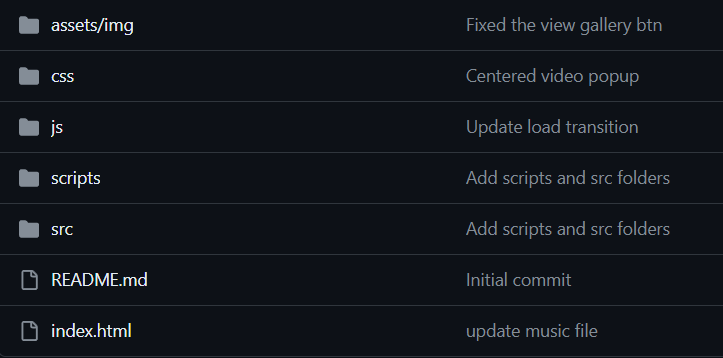 assets/img Fixed the view gallery btn
css Centered video popup
js Update load transition
scripts Add scripts and src folders
src Add scripts and src folders
README.md Initial commit
index.html update music file